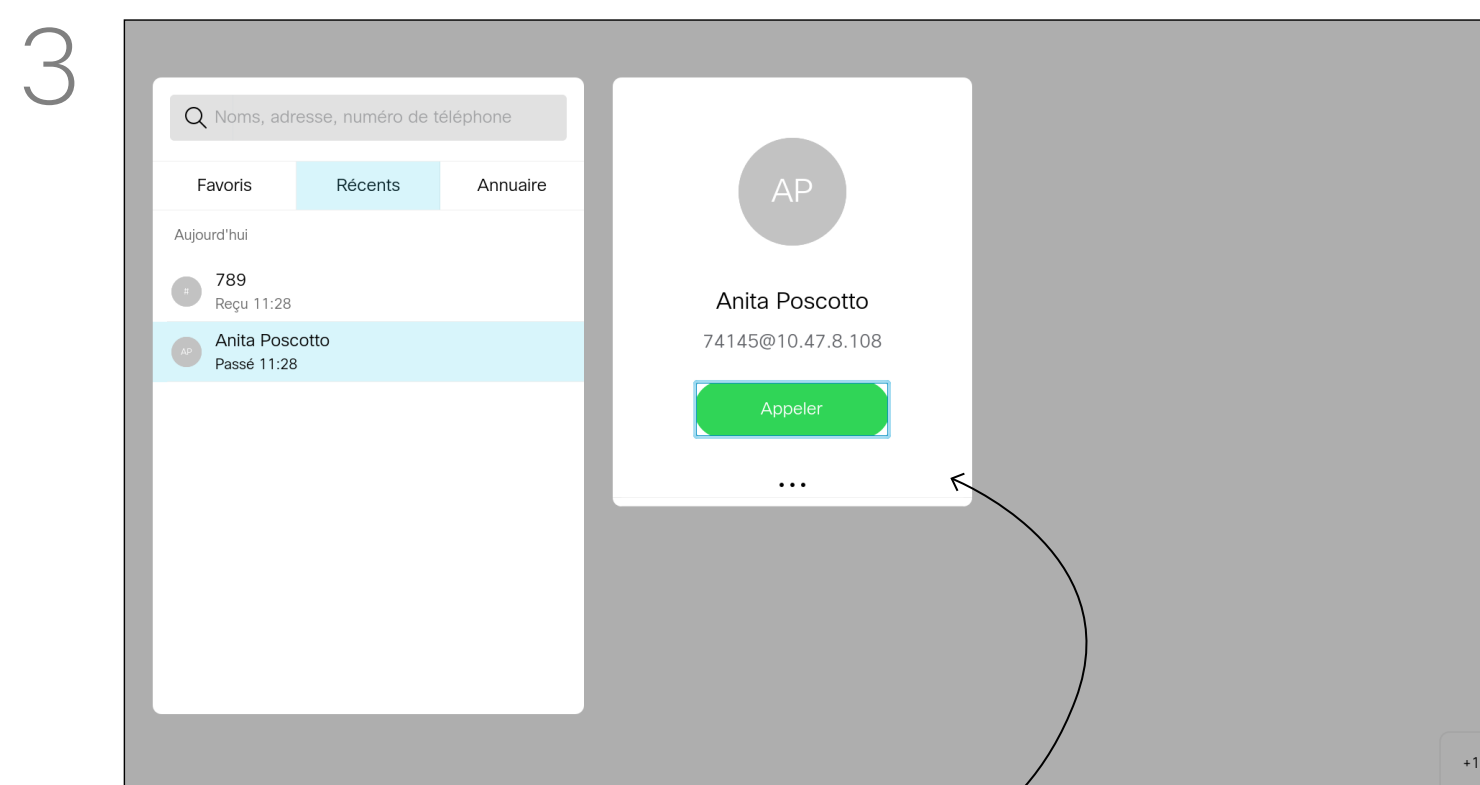 3
Noms, adresse, numéro de téléphone
Favoris Récents Annuaire
Aujourd'hui
#
789
Reçu 11:28
AP
Anita Poscotto
Passé 11:28
AP
Anita Poscotto
74145@10.47.8.108
Appeler
...
+1